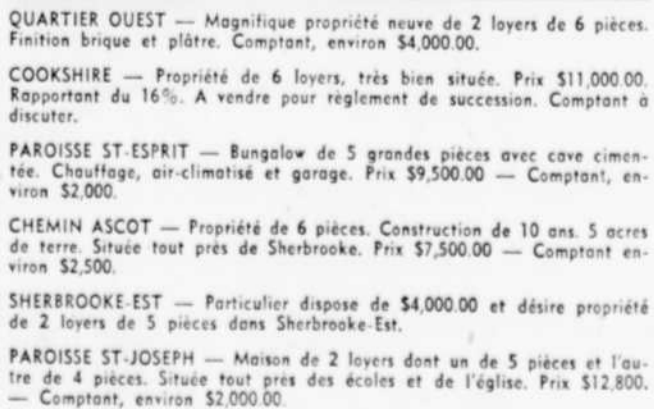 QUARTIER OUEST — Magnifique propriété neuve de 2 loyers de 6 pièces.
Finition brique et plâtre. Comptant, environ $4,000.00.
COOKSHIRE — Propriété de 6 loyers, très bien située. Prix $11,000.00.
Rapportant du 16%. A vendre pour règlement de succession. Comptant à
discuter.
PAROISSE ST-ESPRIT — Bungalow de 5 grandes pièces avec cave cimen-
tée. Chauffage, air-climatisé et garage. Prix $9,500.00 — Comptant, en-
viron $2,000.
CHEMIN ASCOT — Propriété de 6 pièces. Construction de 10 ans. 5 acres
de terre. Située tout près de Sherbrooke. Prix $7,500.00 — Comptant en-
viron $2,500.
SHERBROOKE-EST — Particulier dispose de $4,000.00 et désire propriété
de 2 loyers de 5 pièces dans Sherbrooke-Est.
PAROISSE ST-JOSEPH — Maison de 2 loyers dont un de 5 pièces et l'au-
tre de 4 pièces. Située tout près des écoles et de l'église. Prix $12,800.
— Comptant, environ $2,000.00.